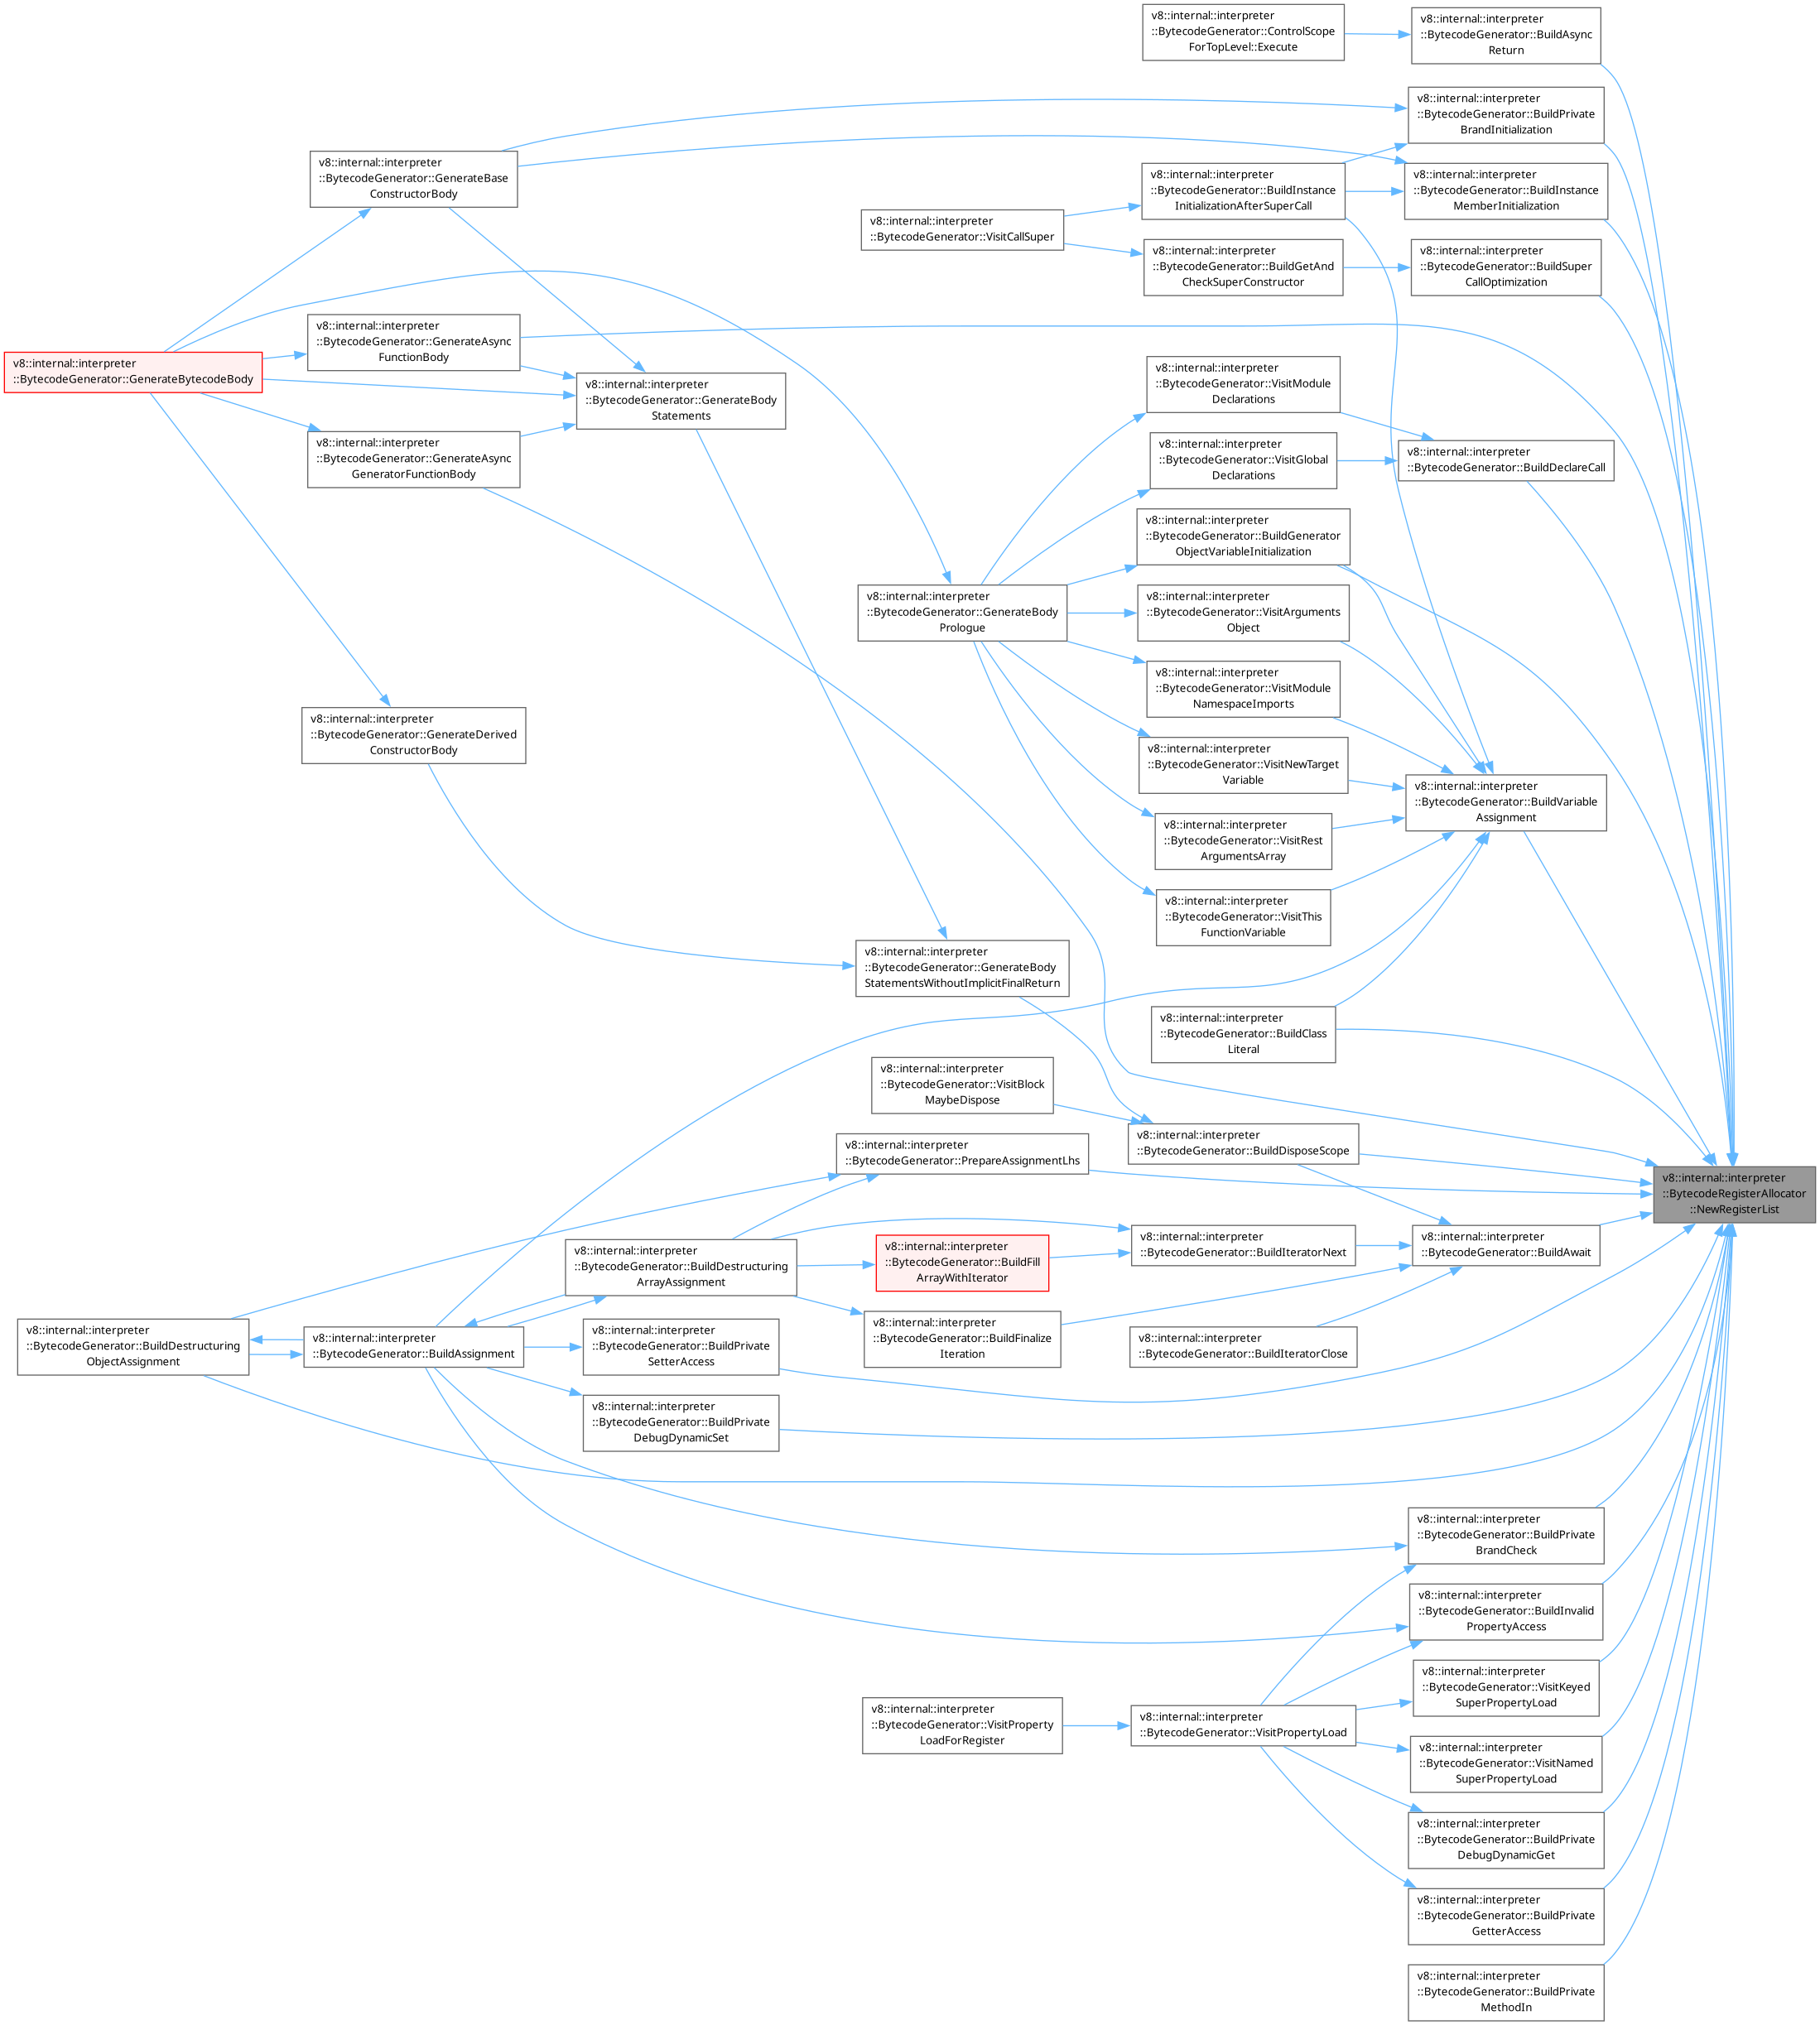 v8::internal::interpreter
::BytecodeGenerator::ControlScope
ForTopLevel::Execute
v8::internal::interpreter
::BytecodeGenerator::BuildAsync
Return
v8::internal::interpreter
::BytecodeGenerator::BuildPrivate
BrandInitialization
v8::internal::interpreter
::BytecodeGenerator::GenerateBase
ConstructorBody
v8::internal::interpreter
::BytecodeGenerator::BuildInstance
InitializationAfterSuperCall
v8::internal::interpreter
::BytecodeGenerator::BuildInstance
MemberInitialization
v8::internal::interpreter
::BytecodeGenerator::VisitCallSuper
v8::internal::interpreter
::BytecodeGenerator::BuildGetAnd
CheckSuperConstructor
v8::internal::interpreter
::BytecodeGenerator::BuildSuper
CallOptimization
v8::internal::interpreter
::BytecodeGenerator::GenerateAsync
FunctionBody
v8::internal::interpreter
::BytecodeGenerator::GenerateBytecodeBody
v8::internal::interpreter
::BytecodeGenerator::VisitModule
Declarations
v8::internal::interpreter
::BytecodeGenerator::GenerateBody
Statements
v8::internal::interpreter
::BytecodeGenerator::GenerateAsync
GeneratorFunctionBody
v8::internal::interpreter
::BytecodeGenerator::VisitGlobal
Declarations
v8::internal::interpreter
::BytecodeGenerator::BuildDeclareCall
v8::internal::interpreter
::BytecodeGenerator::BuildGenerator
ObjectVariableInitialization
v8::internal::interpreter
::BytecodeGenerator::GenerateBody
Prologue
v8::internal::interpreter
::BytecodeGenerator::VisitArguments
Object
v8::internal::interpreter
::BytecodeGenerator::VisitModule
NamespaceImports
v8::internal::interpreter
::BytecodeGenerator::GenerateDerived
ConstructorBody
v8::internal::interpreter
::BytecodeGenerator::VisitNewTarget
Variable
v8::internal::interpreter
::BytecodeGenerator::BuildVariable
Assignment
v8::internal::interpreter
::BytecodeGenerator::VisitRest
ArgumentsArray
v8::internal::interpreter
::BytecodeGenerator::VisitThis
FunctionVariable
v8::internal::interpreter
::BytecodeGenerator::GenerateBody
StatementsWithoutImplicitFinalReturn
v8::internal::interpreter
::BytecodeGenerator::BuildClass
Literal
v8::internal::interpreter
::BytecodeGenerator::VisitBlock
MaybeDispose
v8::internal::interpreter
::BytecodeGenerator::BuildDisposeScope
v8::internal::interpreter
::BytecodeGenerator::PrepareAssignmentLhs
v8::internal::interpreter
::BytecodeRegisterAllocator
::NewRegisterList
v8::internal::interpreter
::BytecodeGenerator::BuildIteratorNext
v8::internal::interpreter
::BytecodeGenerator::BuildAwait
v8::internal::interpreter
::BytecodeGenerator::BuildDestructuring
ArrayAssignment
v8::internal::interpreter
::BytecodeGenerator::BuildFill
ArrayWithIterator
v8::internal::interpreter
::BytecodeGenerator::BuildFinalize
Iteration
v8::internal::interpreter
::BytecodeGenerator::BuildIteratorClose
v8::internal::interpreter
::BytecodeGenerator::BuildDestructuring
ObjectAssignment
v8::internal::interpreter
::BytecodeGenerator::BuildAssignment
v8::internal::interpreter
::BytecodeGenerator::BuildPrivate
SetterAccess
v8::internal::interpreter
::BytecodeGenerator::BuildPrivate
DebugDynamicSet
v8::internal::interpreter
::BytecodeGenerator::BuildPrivate
BrandCheck
v8::internal::interpreter
::BytecodeGenerator::BuildInvalid
PropertyAccess
v8::internal::interpreter
::BytecodeGenerator::VisitKeyed
SuperPropertyLoad
v8::internal::interpreter
::BytecodeGenerator::VisitProperty
LoadForRegister
v8::internal::interpreter
::BytecodeGenerator::VisitPropertyLoad
v8::internal::interpreter
::BytecodeGenerator::VisitNamed
SuperPropertyLoad
v8::internal::interpreter
::BytecodeGenerator::BuildPrivate
DebugDynamicGet
v8::internal::interpreter
::BytecodeGenerator::BuildPrivate
GetterAccess
v8::internal::interpreter
::BytecodeGenerator::BuildPrivate
MethodIn